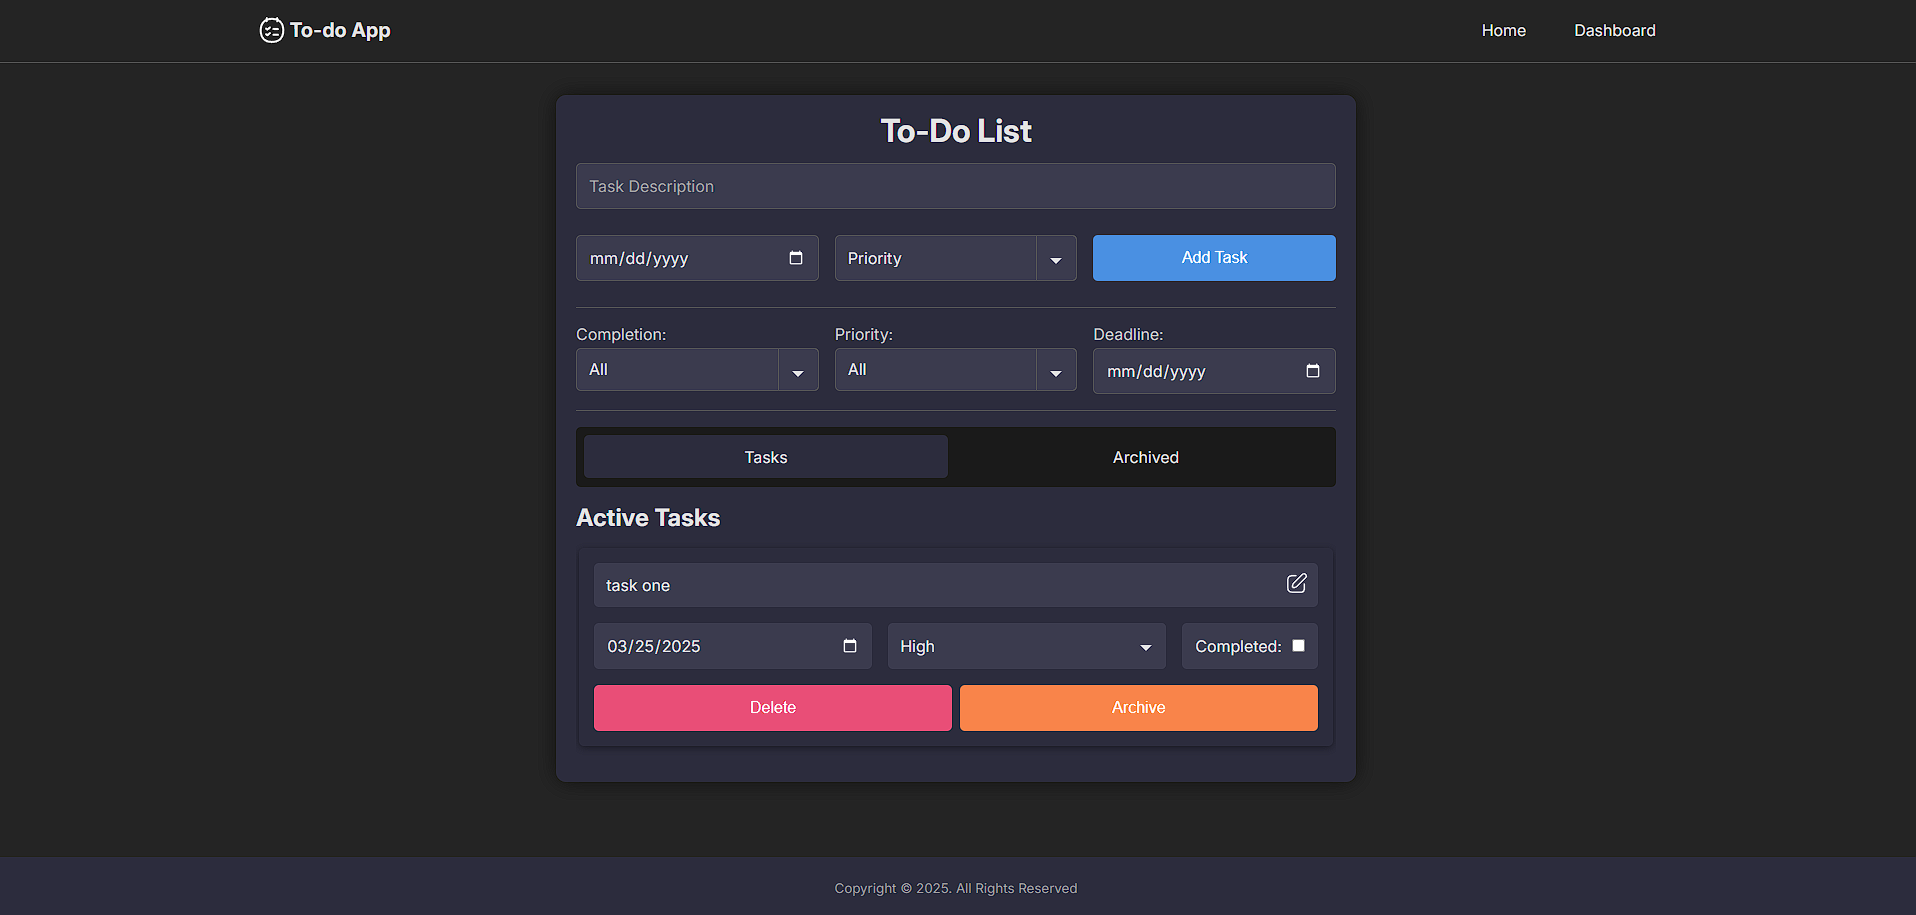 To-do App
Home
Dashboard
To-Do List
Task Description
mm/dd/yyyy
Priority
Add Task
Completion:
Priority:
Deadline:
All
All
mm/dd/yyyy
Tasks
Archived
Active Tasks
task one
03/25/2025
High
Completed:
Delete
Archive
Copyright © 2025. All Rights Reserved